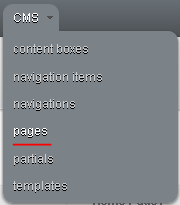 CMS
content boxes
navigation items
navigations
pages
partials
templates